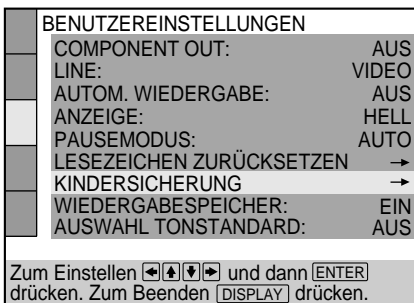 BENUTZEREINSTELLUNGEN
COMPONENT OUT: AUS
LINE: VIDEO
AUTOM. WIEDERGABE: AUS
ANZEIGE: HELL
PAUSEMODUS: AUTO
LESEZEICHEN ZURÜCKSETZEN →
KINDERSICHERUNG →
WIEDERGABESPEICHER: EIN
AUSWAHL TONSTANDARD: AUS
Zum Einstellen ←↑↓→ und dann ENTER
drücken. Zum Beenden DISPLAY drücken.